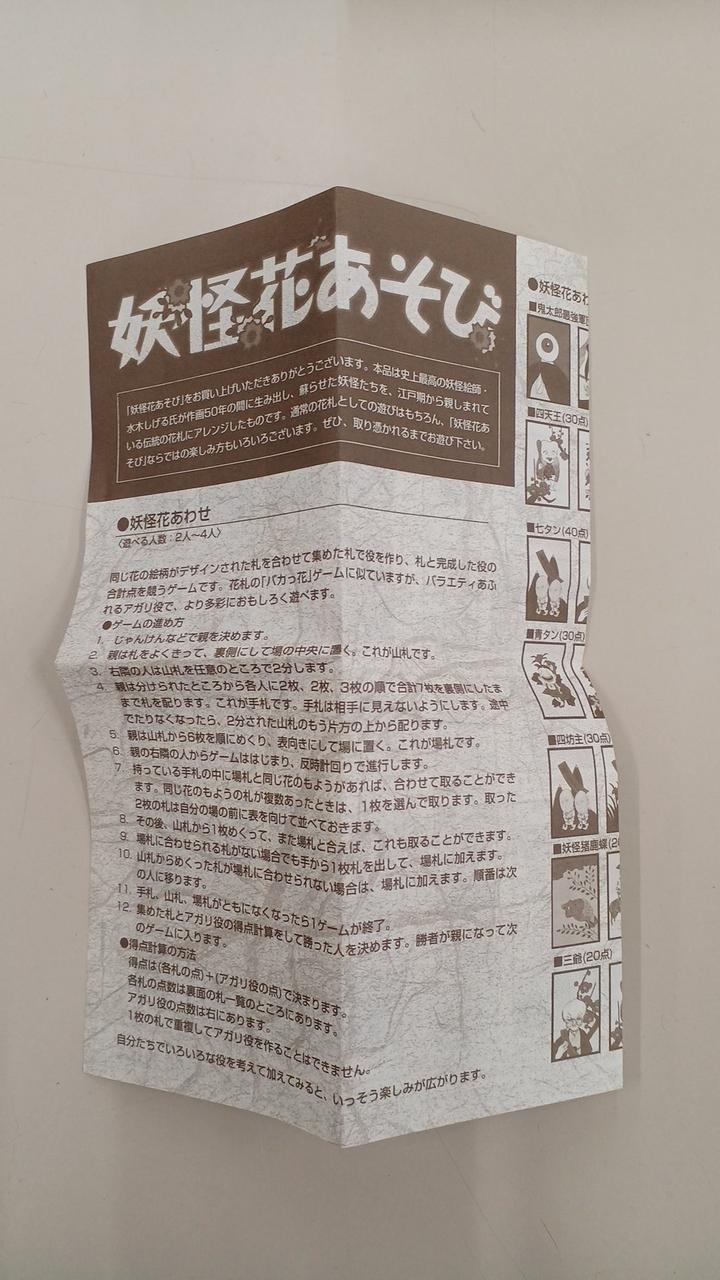 妖怪花あそび
「妖怪花あそび」をお買い上げいただきありがとうございます。本品は史上最高の妖怪絵師・
水木しげる氏が作画50年の間に生み出し、蘇らせた妖怪たちを、江戸期から親しまれて
いる伝統の花札にアレンジしたものです。通常の花札としての遊びはもちろん、「妖怪花あ
そび」ならではの楽しみ方もいろいろございます。ぜひ、取り憑かれるまでお遊び下さい。
●妖怪花あわせ
〈遊べる人数:2人〜4人〉
同じ花の絵柄がデザインされた札を合わせて集めた札で役を作り、札と完成した役の
合計点を競うゲームです。花札の「バカっ花」ゲームに似ていますが、バラエティあふ
れるアガリ役で、より多彩におもしろく遊べます。
●ゲームの進め方
1. じゃんけんなどで親を決めます。
2. 親は札をよくきって、裏側にして場の中央に置く。これが山札です。
3. 右隣の人は山札を任意のところで2分します。
4. 親は分けられたところから各人に2枚、2枚、3枚の順で合計7枚を裏側にしたま
まで札を配ります。これが手札です。手札は相手に見えないようにします。途中
でたりなくなったら、2分された山札のもう片方の上から配ります。
5. 親は山札から6枚を順にめくり、表向きにして場に置く。これが場札です。
6. 親の右隣の人からゲームははじまり、反時計回りで進行します。
7. 持っている手札の中に場札と同じ花のもようがあれば、合わせて取ることができ
ます。同じ花のもようの札が複数あったときは、1枚を選んで取ります。取った
2枚の札は自分の場の前に表を向けて並べておきます。
8. その後、山札から1枚めくって、また場札と合えば、これも取ることができます。
9. 場札に合わせられる札がない場合でも手から1枚札を出して、場札に加えます。
10. 山札からめくった札が場札に合わせられない場合は、場札に加えます。順番は次
の人に移ります。
11. 手札、山札、場札がともになくなったら1ゲームが終了。
12. 集めた札とアガリ役の得点計算をして勝った人を決めます。勝者が親になって次
のゲームに入ります。
●得点計算の方法
得点は(各札の点)+(アガリ役の点)で決まります。
各札の点数は裏面の札一覧のところにあります。
アガリ役の点数は右にあります。
1枚の札で重複してアガリ役を作ることはできません。
自分たちでいろいろな役を考えて加えてみると、いっそう楽しみが広がります。
●妖怪花あわ
■鬼太郎最強軍
■四天王(30点)
■七タン(40点)
■青タン(30点)
■四坊主(30点)
■妖怪猪鹿蝶(2
■三爺(20点)